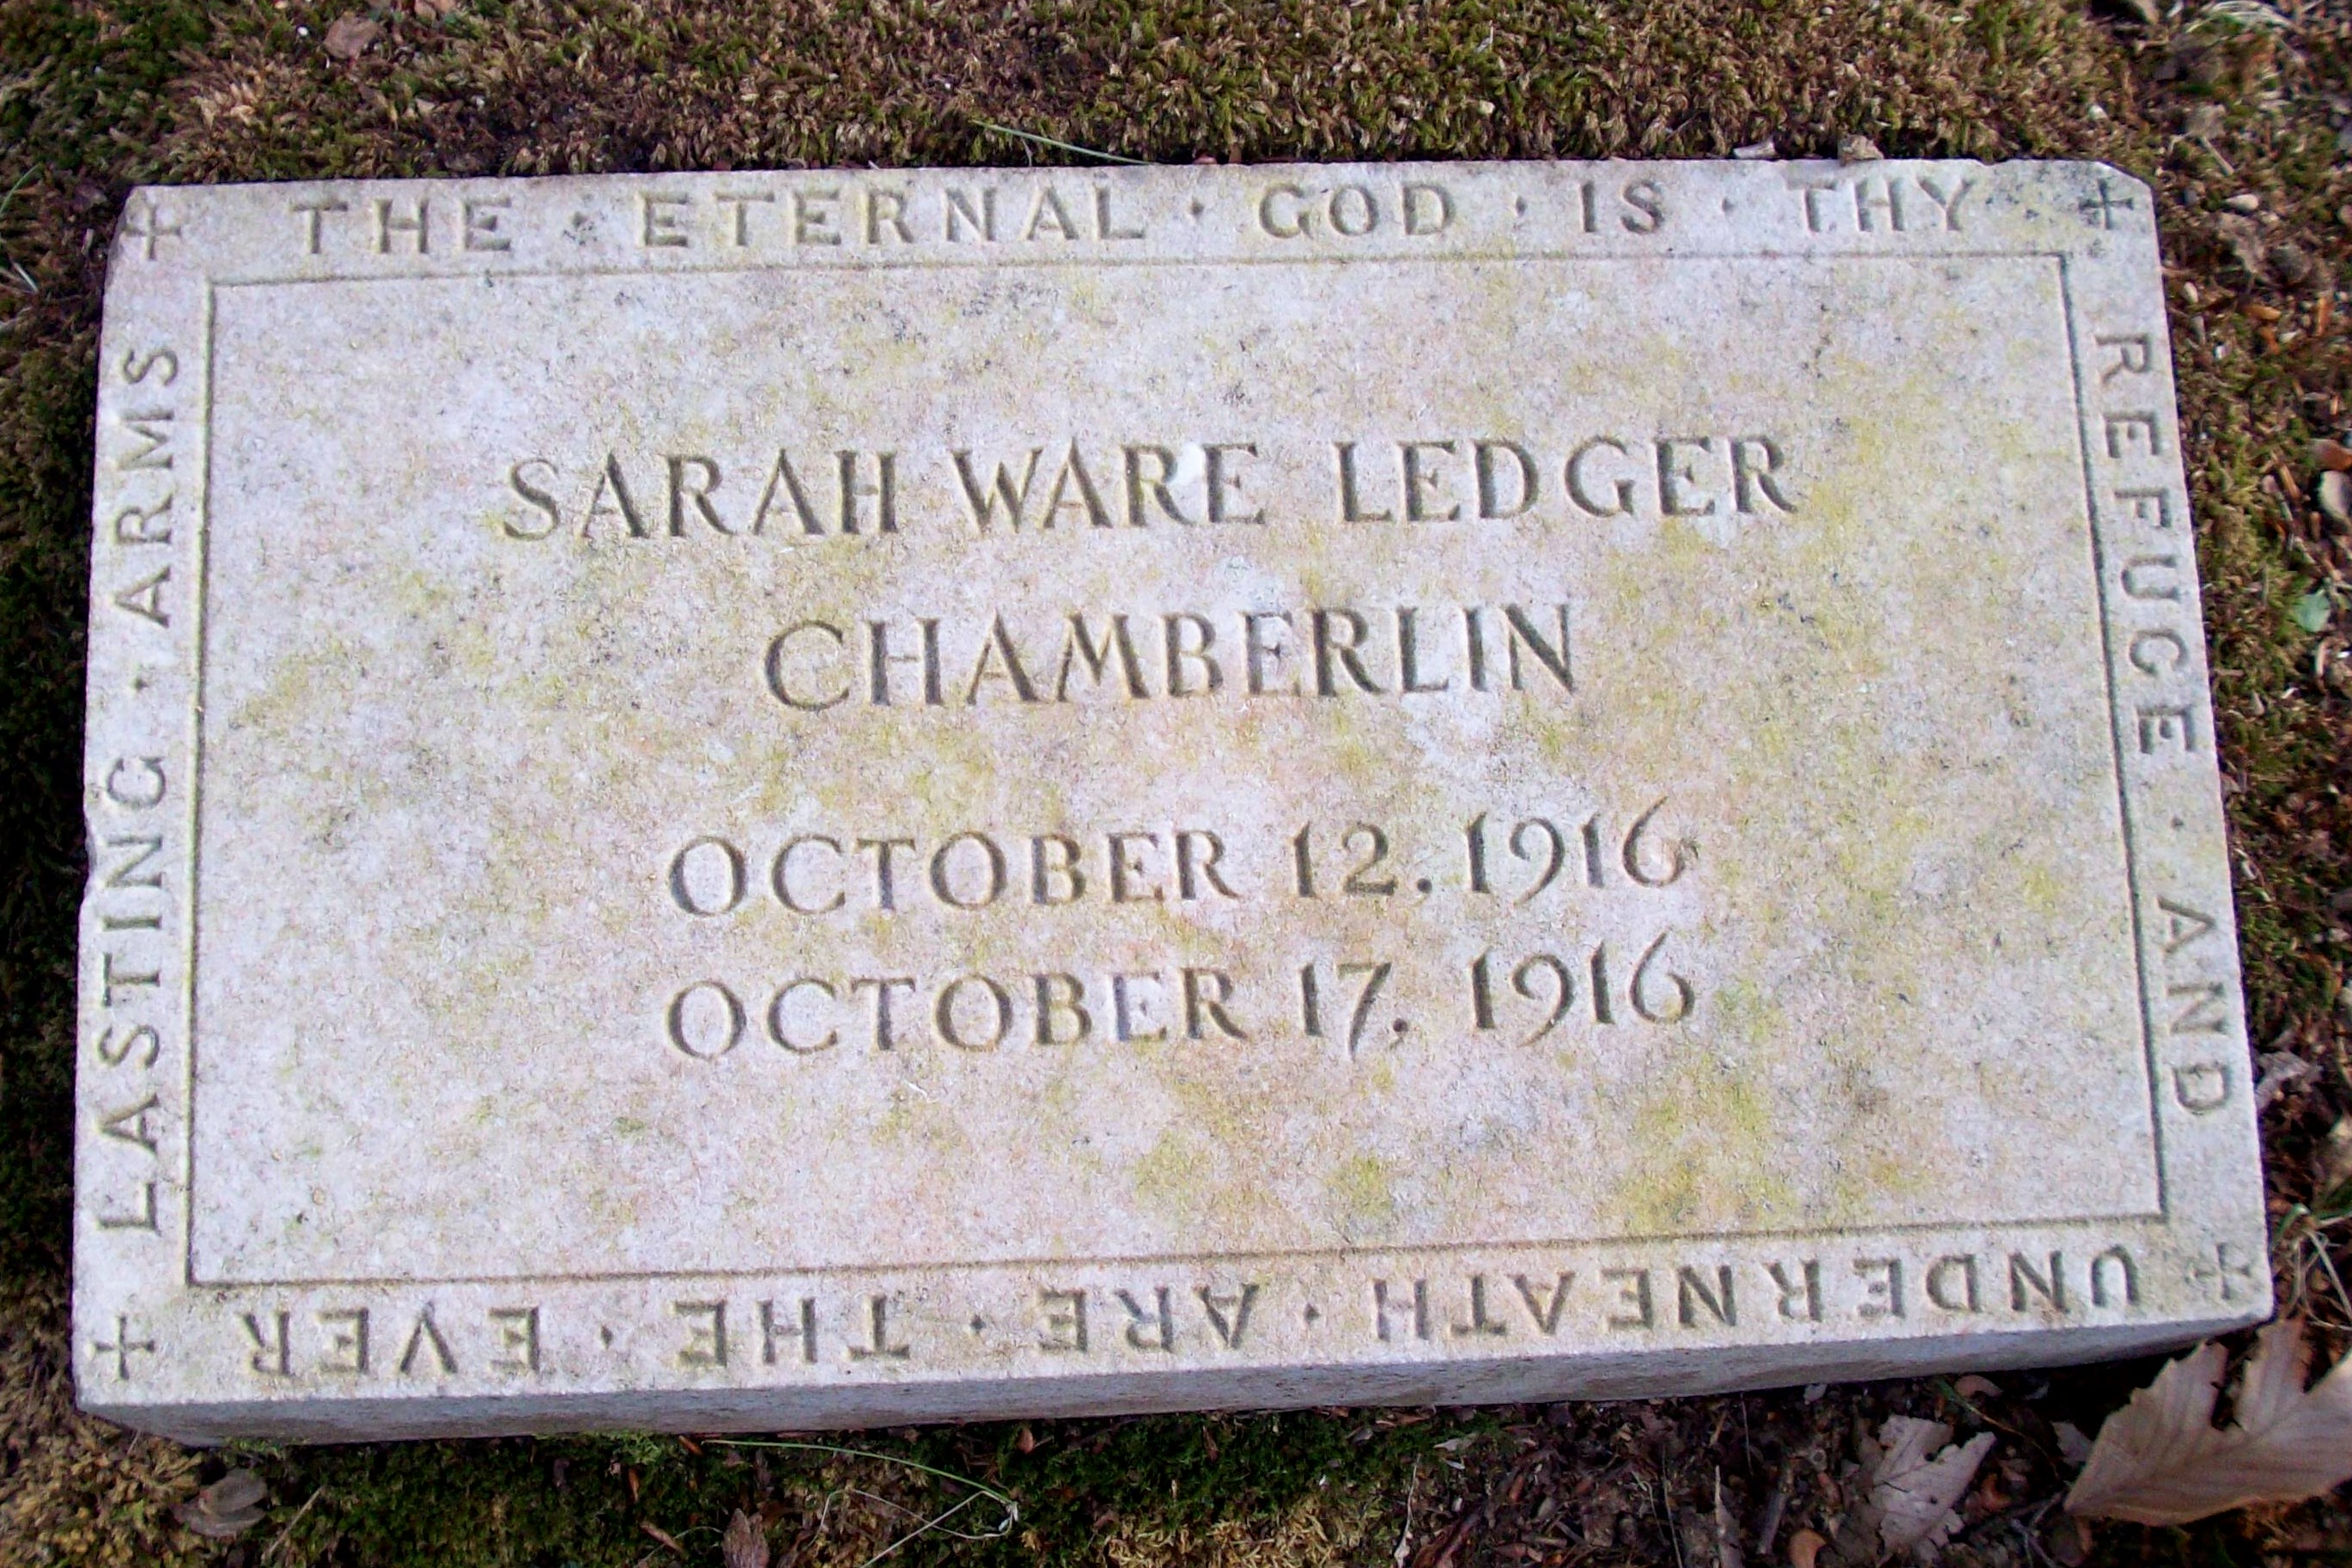 THE · ETERNAL · GOD · IS · THY
REFUGE · AND
UNDERNEATH · ARE · THE · EVER
LASTING · ARMS
SARAH WARE LEDGER
CHAMBERLIN
OCTOBER 12. 1916
OCTOBER 17, 1916